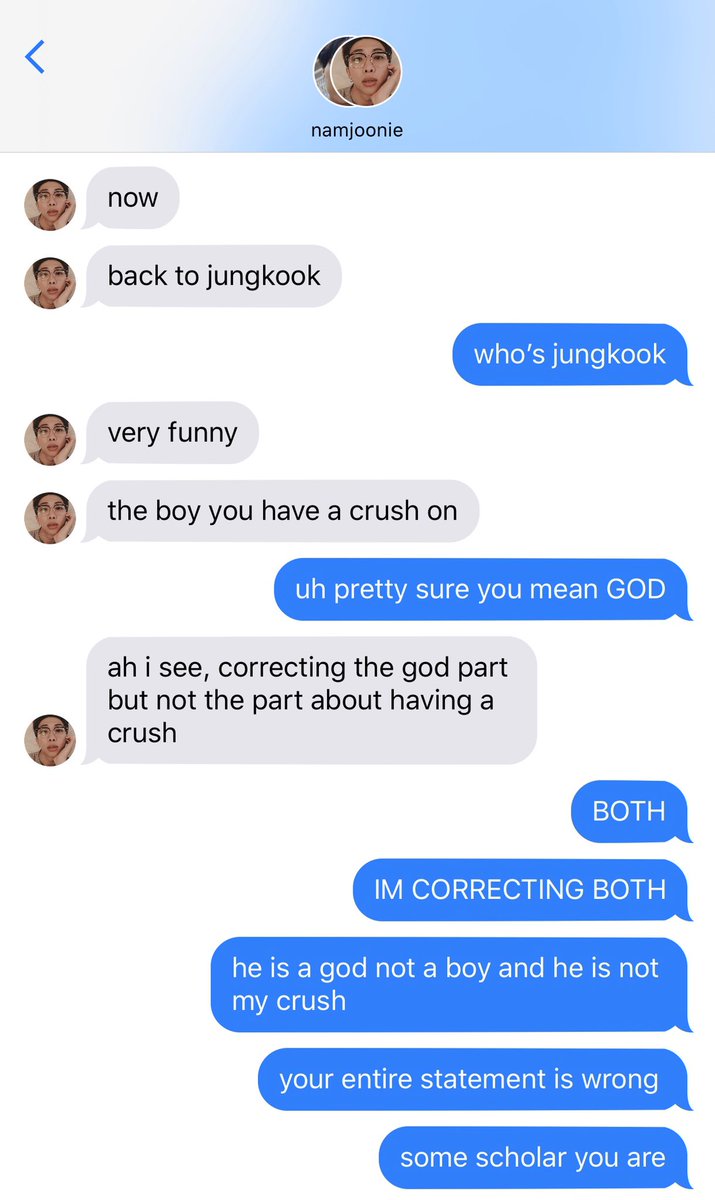 namjoonie
now
back to jungkook
who's jungkook
very funny
the boy you have a crush on
uh pretty sure you mean GOD
ah i see, correcting the god part
but not the part about having a
crush
BOTH
IM CORRECTING BOTH
he is a god not a boy and he is not
my crush
your entire statement is wrong
some scholar you are